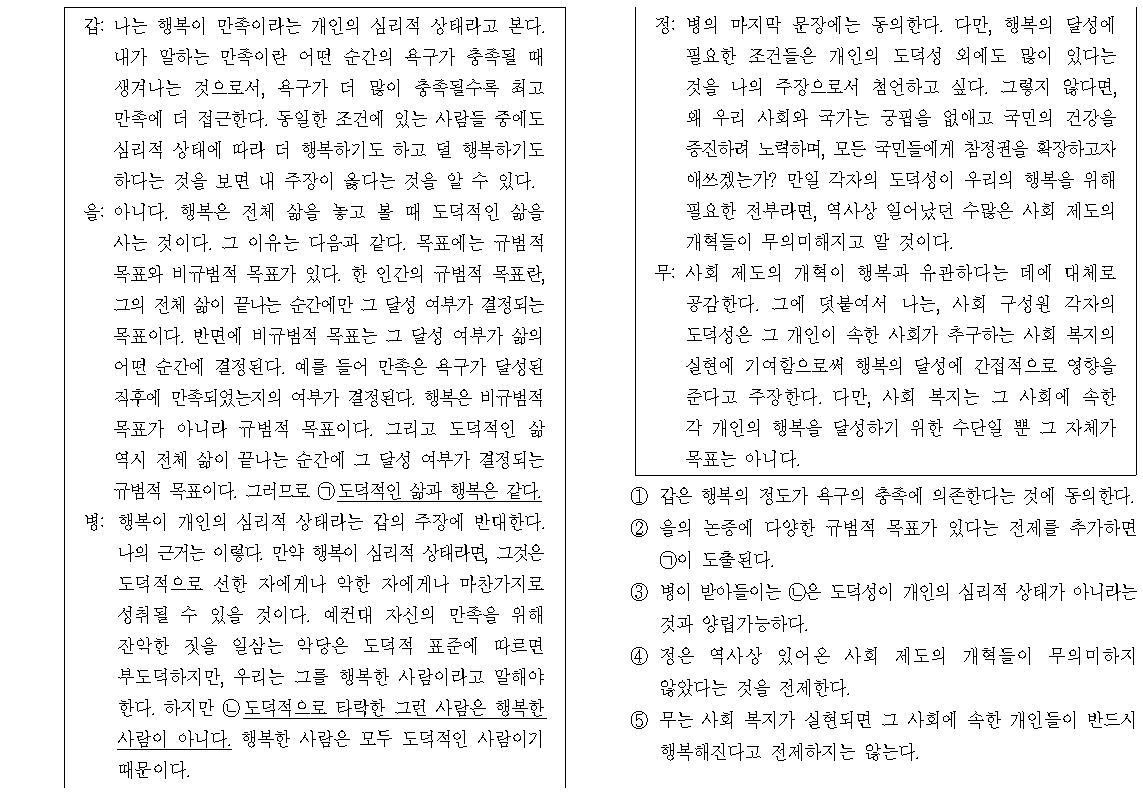 갑: 나는 행복이 만족이라는 개인의 심리적 상태라고 본다.
내가 말하는 만족이란 어떤 순간의 욕구가 충족될 때
생겨나는 것으로서, 욕구가 더 많이 충족될수록 최고
만족에 더 접근한다. 동일한 조건에 있는 사람들 중에도
심리적 상태에 따라 더 행복하기도 하고 덜 행복하기도
하다는 것을 보면 내 주장이 옳다는 것을 알 수 있다.
을: 아니다. 행복은 전체 삶을 놓고 볼 때 도덕적인 삶을
사는 것이다. 그 이유는 다음과 같다. 목표에는 규범적
목표와 비규범적 목표가 있다. 한 인간의 규범적 목표란,
그의 전체 삶이 끝나는 순간에만 그 달성 여부가 결정되는
목표이다. 반면에 비규범적 목표는 그 달성 여부가 삶의
어떤 순간에 결정된다. 예를 들어 만족은 욕구가 달성된
직후에 만족되었는지의 여부가 결정된다. 행복은 비규범적
목표가 아니라 규범적 목표이다. 그리고 도덕적인 삶
역시 전체 삶이 끝나는 순간에 그 달성 여부가 결정되는
규범적 목표이다. 그러므로 ㉠도덕적인 삶과 행복은 같다.
병: 행복이 개인의 심리적 상태라는 갑의 주장에 반대한다.
나의 근거는 이렇다. 만약 행복이 심리적 상태라면, 그것은
도덕적으로 선한 자에게나 악한 자에게나 마찬가지로
성취될 수 있을 것이다. 예컨대 자신의 만족을 위해
잔악한 짓을 일삼는 악당은 도덕적 표준에 따르면
부도덕하지만, 우리는 그를 행복한 사람이라고 말해야
한다. 하지만 ㉡도덕적으로 타락한 그런 사람은 행복한
사람이 아니다. 행복한 사람은 모두 도덕적인 사람이기
때문이다.
정: 병의 마지막 문장에는 동의한다. 다만, 행복의 달성에
필요한 조건들은 개인의 도덕성 외에도 많이 있다는
것을 나의 주장으로서 첨언하고 싶다. 그렇지 않다면,
왜 우리 사회와 국가는 궁핍을 없애고 국민의 건강을
증진하려 노력하며, 모든 국민들에게 참정권을 확장하고자
애쓰겠는가? 만일 각자의 도덕성이 우리의 행복을 위해
필요한 전부라면, 역사상 일어났던 수많은 사회 제도의
개혁들이 무의미해지고 말 것이다.
무: 사회 제도의 개혁이 행복과 유관하다는 데에 대체로
공감한다. 그에 덧붙여서 나는, 사회 구성원 각자의
도덕성은 그 개인이 속한 사회가 추구하는 사회 복지의
실현에 기여함으로써 행복의 달성에 간접적으로 영향을
준다고 주장한다. 다만, 사회 복지는 그 사회에 속한
각 개인의 행복을 달성하기 위한 수단일 뿐 그 자체가
목표는 아니다.
① 갑은 행복의 정도가 욕구의 충족에 의존한다는 것에 동의한다.
② 을의 논증에 다양한 규범적 목표가 있다는 전제를 추가하면
㉠이 도출된다.
③ 병이 받아들이는 ㉡은 도덕성이 개인의 심리적 상태가 아니라는
것과 양립가능하다.
④ 정은 역사상 있어온 사회 제도의 개혁들이 무의미하지
않았다는 것을 전제한다.
⑤ 무는 사회 복지가 실현되면 그 사회에 속한 개인들이 반드시
행복해진다고 전제하지는 않는다.